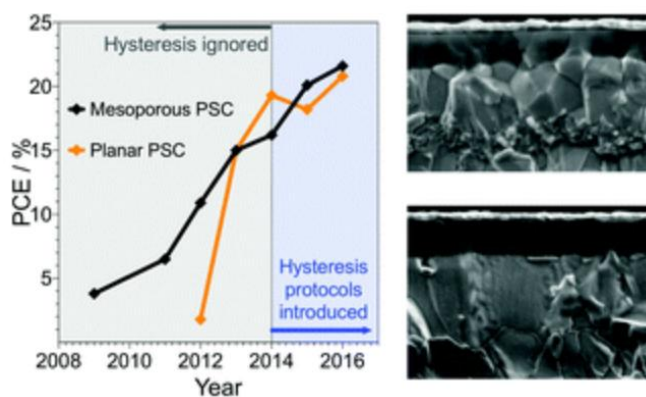 25
Hysteresis ignored
20
Mesoporous PSC
Planar PSC
15
PCE / %
10
5
Hysteresis
protocols
introduced
2008 2010 2012 2014 2016
Year